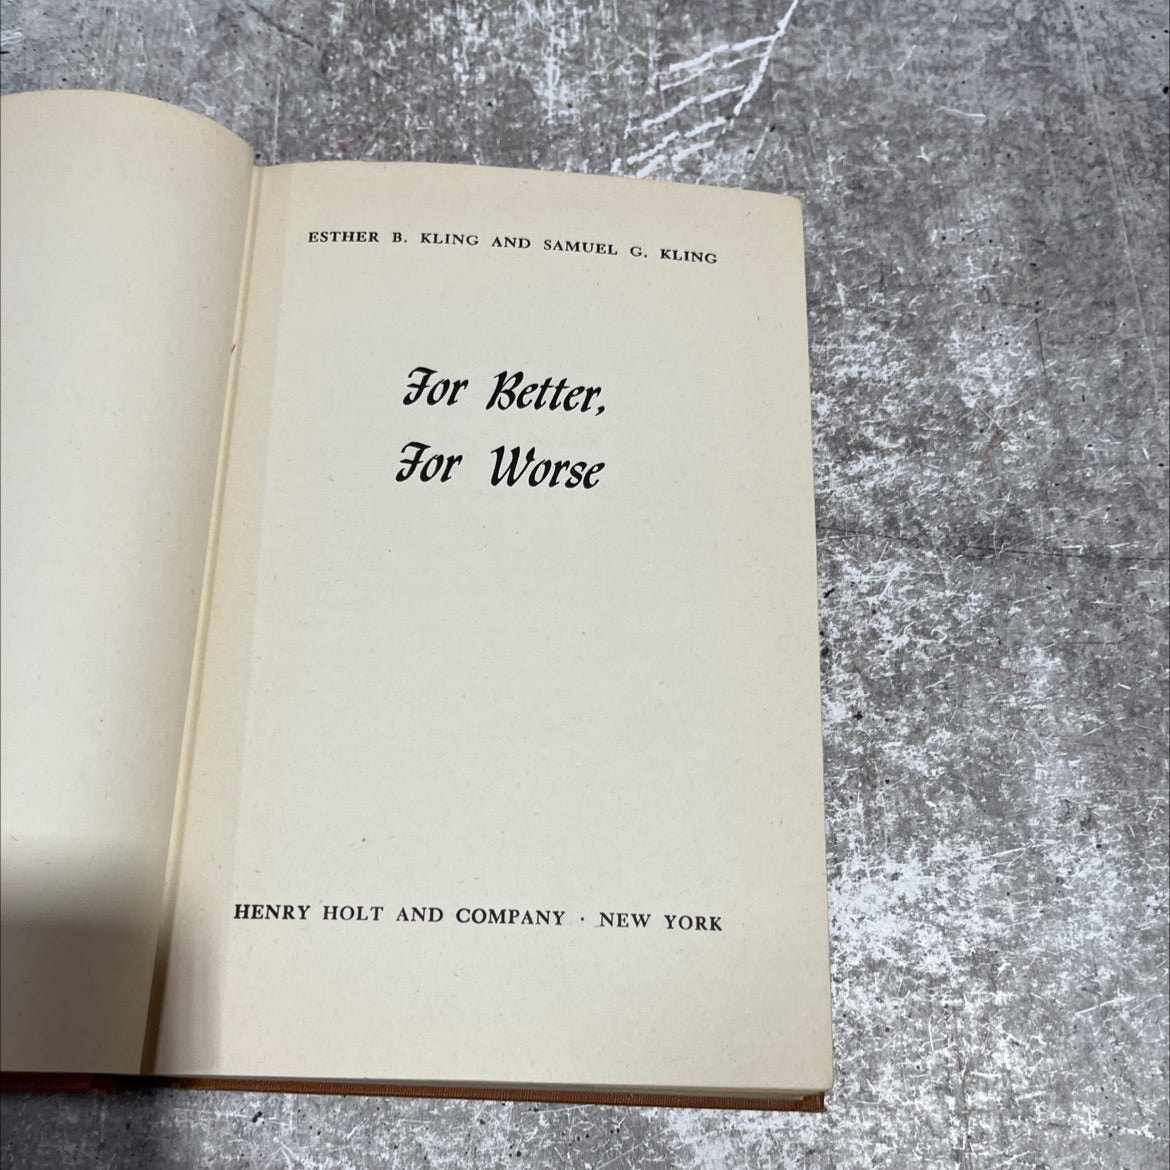 ESTHER B. KLING AND SAMUEL G. KLING
For Better,
For Worse
HENRY HOLT AND COMPANY · NEW YORK